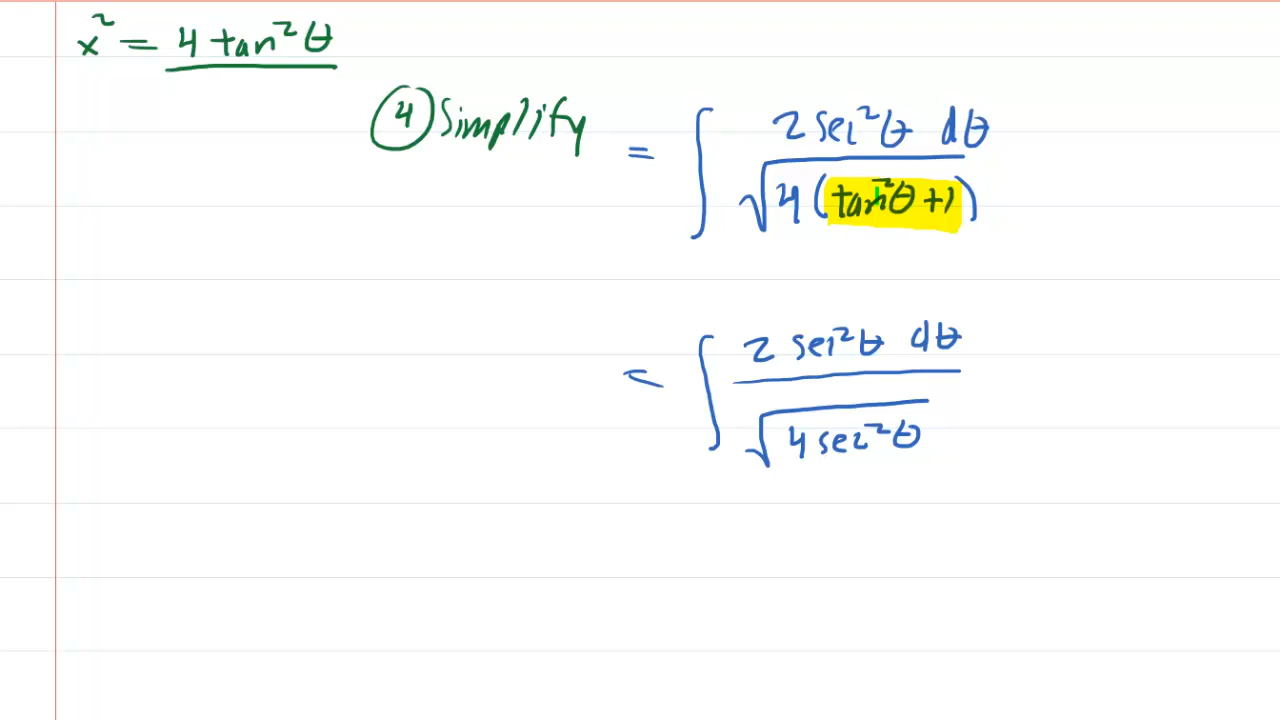 x² = 4 tan²θ
④ Simplify = ∫ 2 sec²θ dθ / √(4(tan²θ + 1))
= ∫ 2 sec²θ dθ / √(4 sec²θ)